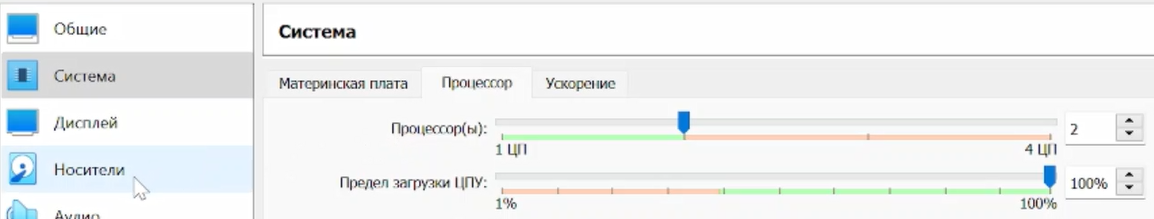 Общие
Система
Дисплей
Носители
Аудио
Система
Материнская плата Процессор Ускорение
Процессор(ы): 2
1 ЦП 4 ЦП
Предел загрузки ЦПУ: 100%
1% 100%